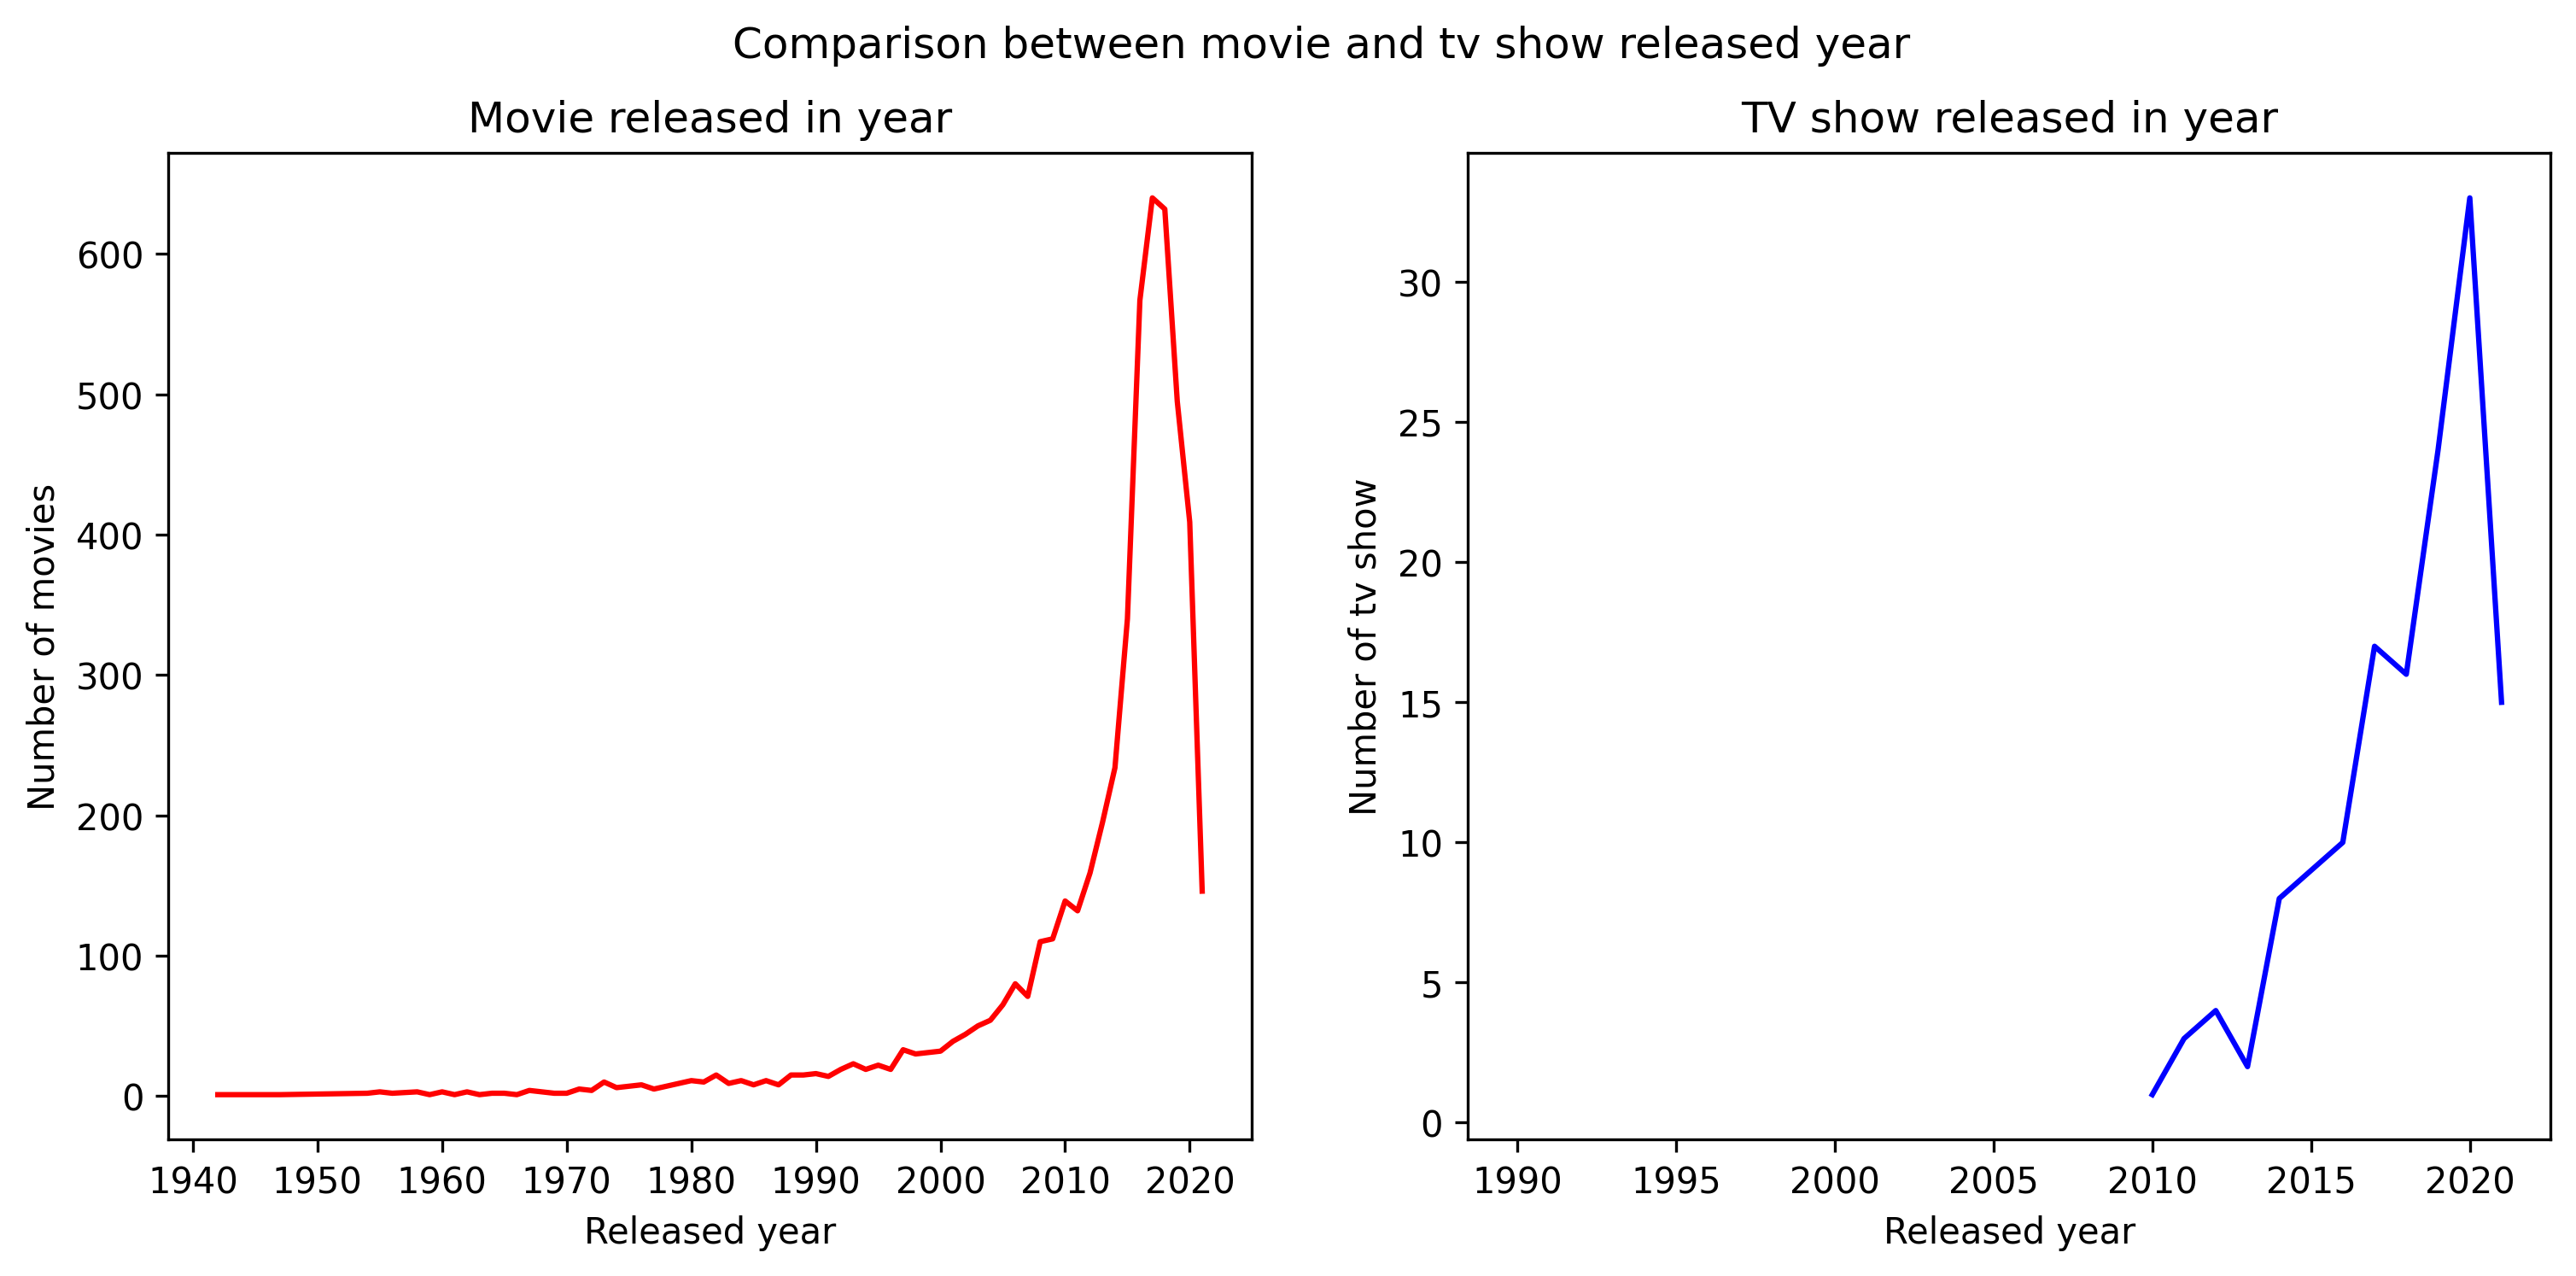 Comparison between movie and tv show released year
Movie released in year
Number of movies
600
500
400
300
200
100
0
1940 1950 1960 1970 1980 1990 2000 2010 2020
Released year
TV show released in year
Number of tv show
30
25
20
15
10
5
0
1990 1995 2000 2005 2010 2015 2020
Released year